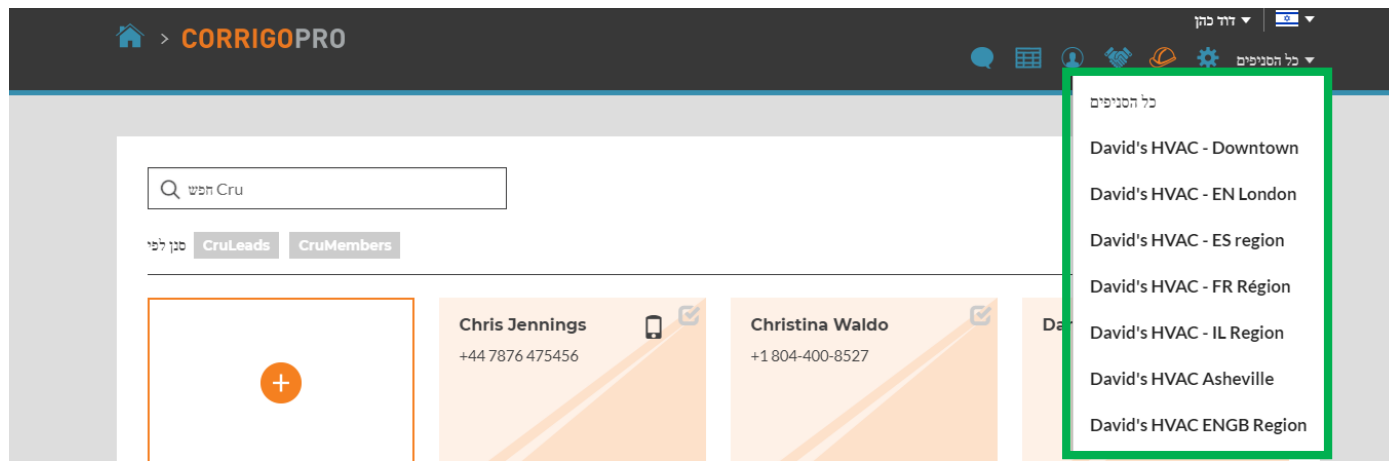 דוד כהן
> CORRIGOPRO
כל הסניפים
כל הסניפים
David's HVAC - Downtown
David's HVAC - EN London
David's HVAC - ES region
David's HVAC - FR Région
David's HVAC - IL Region
David's HVAC Asheville
David's HVAC ENGB Region
חפש Cru
סנן לפי CruLeads CruMembers
+
Chris Jennings
+44 7876 475456
Christina Waldo
+1 804-400-8527